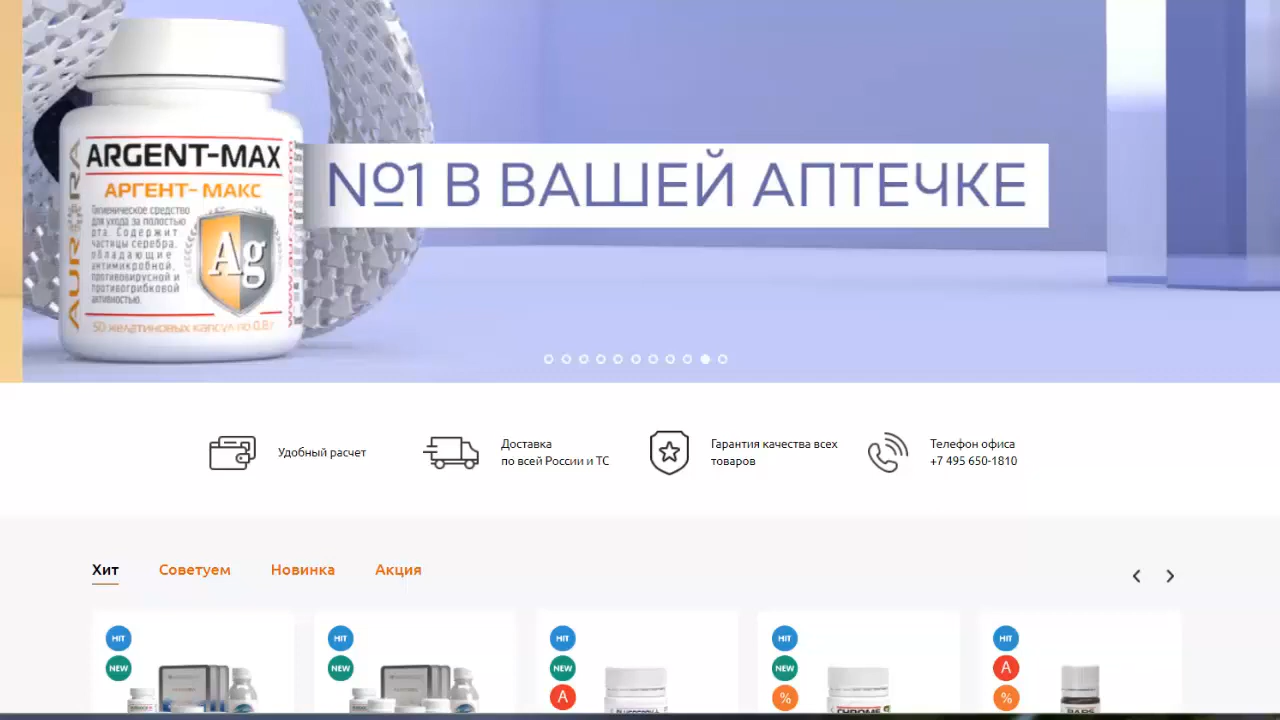 ARGENT-MAX
АРГЕНТ-МАКС
Гигиеническое средство
для ухода за полостью
рта. Содержит
частицы серебра,
обладающие
антимикробной,
противовирусной и
противогрибковой
активностью.
50 желатиновых капсул по 0,8 г
AURORA
Ag
№1 В ВАШЕЙ АПТЕЧКЕ
Удобный расчет
Доставка
по всей России и ТС
Гарантия качества всех
товаров
Телефон офиса
+7 495 650-1810
Хит
Советуем
Новинка
Акция
HIT
NEW
HIT
NEW
HIT
NEW
A
HIT
NEW
%
HIT
A
%
CHROME